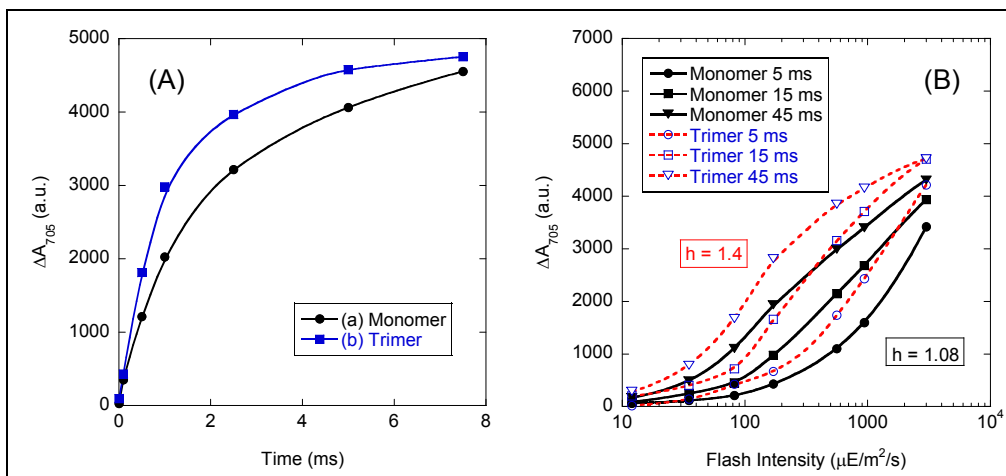 (A)
ΔA705 (a.u.)
5000
4000
3000
2000
1000
0
0 2 4 6 8
Time (ms)
(a) Monomer
(b) Trimer
(B)
ΔA705 (a.u.)
7000
6000
5000
4000
3000
2000
1000
0
10 100 1000 10^4
Flash Intensity (μE/m^2/s)
Monomer 5 ms
Monomer 15 ms
Monomer 45 ms
Trimer 5 ms
Trimer 15 ms
Trimer 45 ms
h = 1.4
h = 1.08